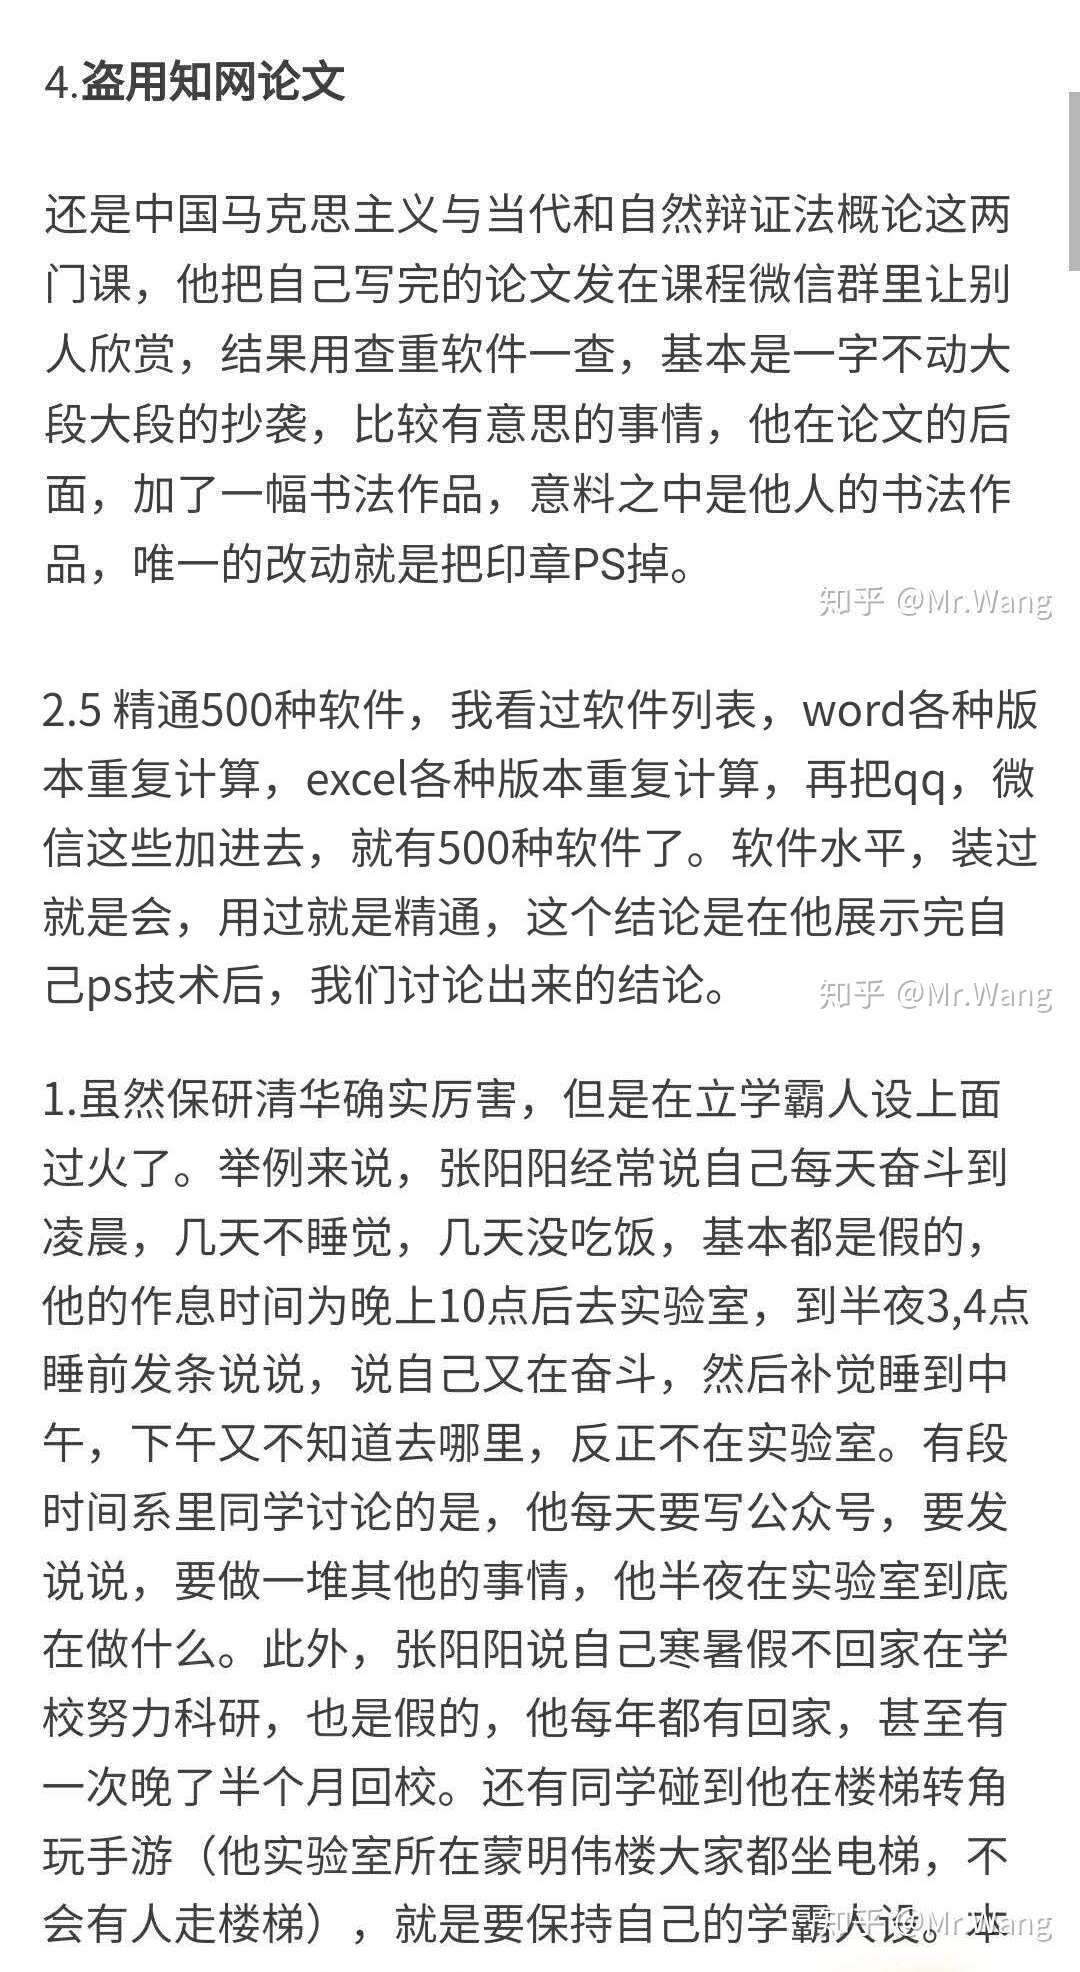 4.盗用知网论文
还是中国马克思主义与当代和自然辩证法概论这两
门课，他把自己写完的论文发在课程微信群里让别
人欣赏，结果用查重软件一查，基本是一字不动大
段大段的抄袭，比较有意思的事情，他在论文的后
面，加了一幅书法作品，意料之中是他人的书法作
品，唯一的改动就是把印章PS掉。
知乎 @Mr.Wang
2.5 精通500种软件，我看过软件列表，word各种版
本重复计算，excel各种版本重复计算，再把qq，微
信这些加进去，就有500种软件了。软件水平，装过
就是会，用过就是精通，这个结论是在他展示完自
己ps技术后，我们讨论出来的结论。
知乎 @Mr.Wang
1.虽然保研清华确实厉害，但是在立学霸人设上面
过火了。举例来说，张阳阳经常说自己每天奋斗到
凌晨，几天不睡觉，几天没吃饭，基本都是假的，
他的作息时间为晚上10点后去实验室，到半夜3,4点
睡前发条说说，说自己又在奋斗，然后补觉睡到中
午，下午又不知道去哪里，反正不在实验室。有段
时间系里同学讨论的是，他每天要写公众号，要发
说说，要做一堆其他的事情，他半夜在实验室到底
在做什么。此外，张阳阳说自己寒暑假不回家在学
校努力科研，也是假的，他每年都有回家，甚至有
一次晚了半个月回校。还有同学碰到他在楼梯转角
玩手游（他实验室所在蒙明伟楼大家都坐电梯，不
会有人走楼梯），就是要保持自己的学霸人设。本
知乎 @Mr.Wang